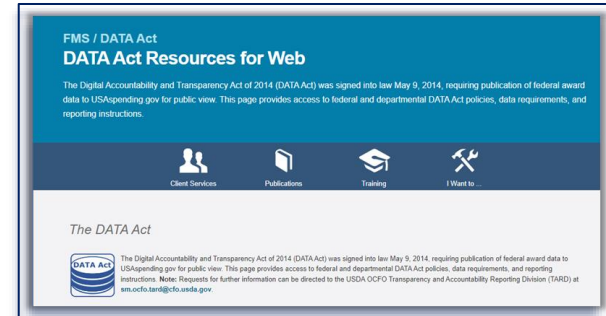 FMS / DATA Act
DATA Act Resources for Web
The Digital Accountability and Transparency Act of 2014 (DATA Act) was signed into law May 9, 2014, requiring publication of federal award
data to USAspending.gov for public view. This page provides access to federal and departmental DATA Act policies, data requirements, and
reporting instructions.
Client Services Publications Training I Want to ...
The DATA Act
DATA Act
The Digital Accountability and Transparency Act of 2014 (DATA Act) was signed into law May 9, 2014, requiring publication of federal award data to
USAspending.gov for public view. This page provides access to federal and departmental DATA Act policies, data requirements, and reporting
instructions. Note: Requests for further information can be directed to the USDA OCFO Transparency and Accountability Reporting Division (TARD) at
sm.ocfo.tard@cfo.usda.gov.